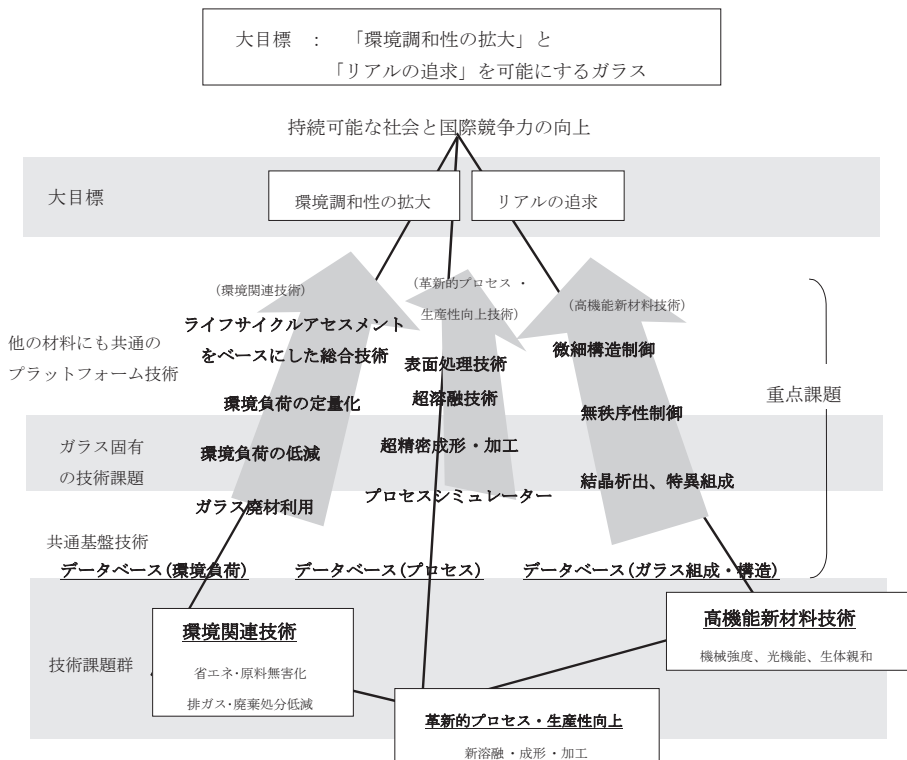 大目標 ： 「環境調和性の拡大」と
「リアルの追求」を可能にするガラス
持続可能な社会と国際競争力の向上
大目標
環境調和性の拡大
リアルの追求
(環境関連技術)
ライフサイクルアセスメント
をベースにした総合技術
環境負荷の定量化
環境負荷の低減
ガラス廃材利用
(革新的プロセス・
生産性向上技術)
表面処理技術
超溶融技術
超精密成形・加工
プロセスシミュレーター
(高機能新材料技術)
微細構造制御
無秩序性制御
結晶析出、特異組成
他の材料にも共通の
プラットフォーム技術
重点課題
ガラス固有
の技術課題
共通基盤技術
データベース(環境負荷)
データベース(プロセス)
データベース(ガラス組成・構造)
技術課題群
環境関連技術
省エネ・原料無害化
排ガス・廃棄処分低減
高機能新材料技術
機械強度、光機能、生体親和
革新的プロセス・生産性向上
新溶融・成形・加工